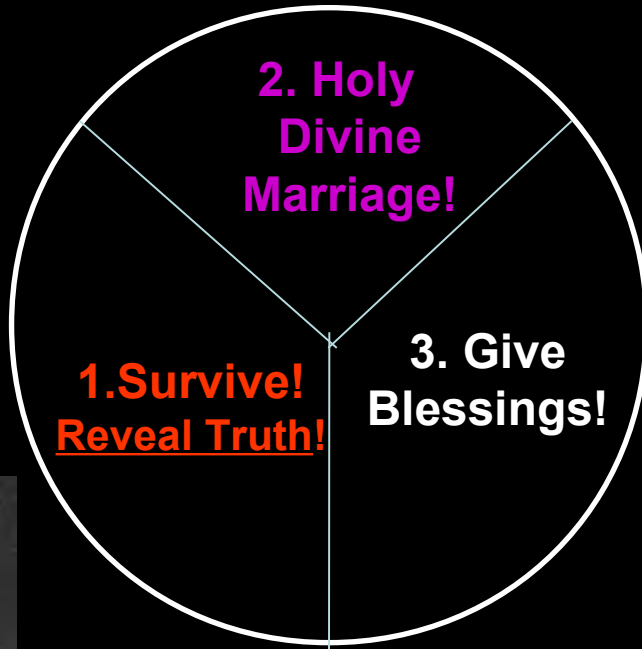 2. Holy
Divine
Marriage!
1.Survive!
Reveal Truth!
3. Give
Blessings!